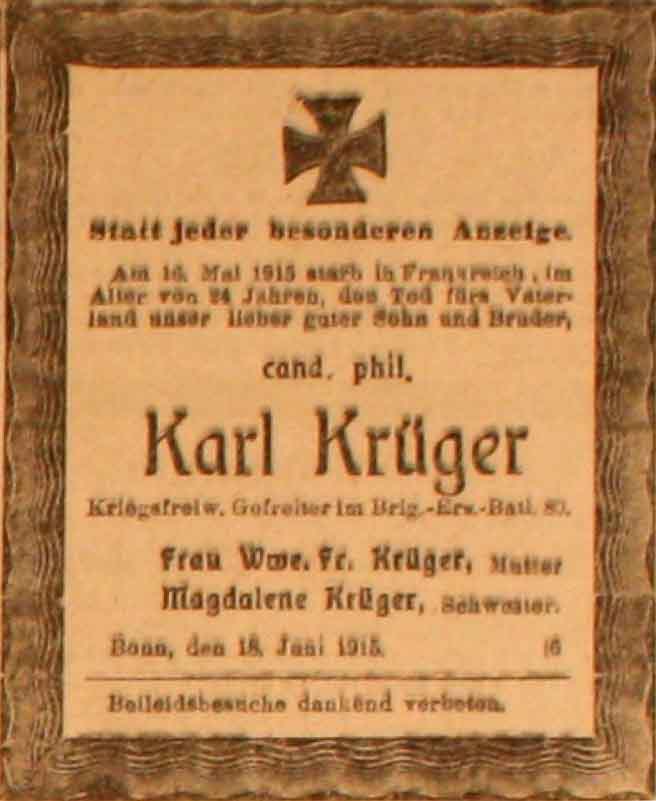 Statt jeder besonderen Anzeige.
Am 16. Mai 1915 starb in Frankreich, im
Alter von 24 Jahren, den Tod fürs Vater-
land unser lieber guter Sohn und Bruder,
cand. phil.
Karl Krüger
Kriegsfreiw. Gefreiter im Brig.-Ers.-Batl. 80.
Frau Wwe. Fr. Krüger, Mutter
Magdalene Krüger, Schwester.
Bonn, den 18. Juni 1915. 16
Beileidsbesuche dankend verbeten.